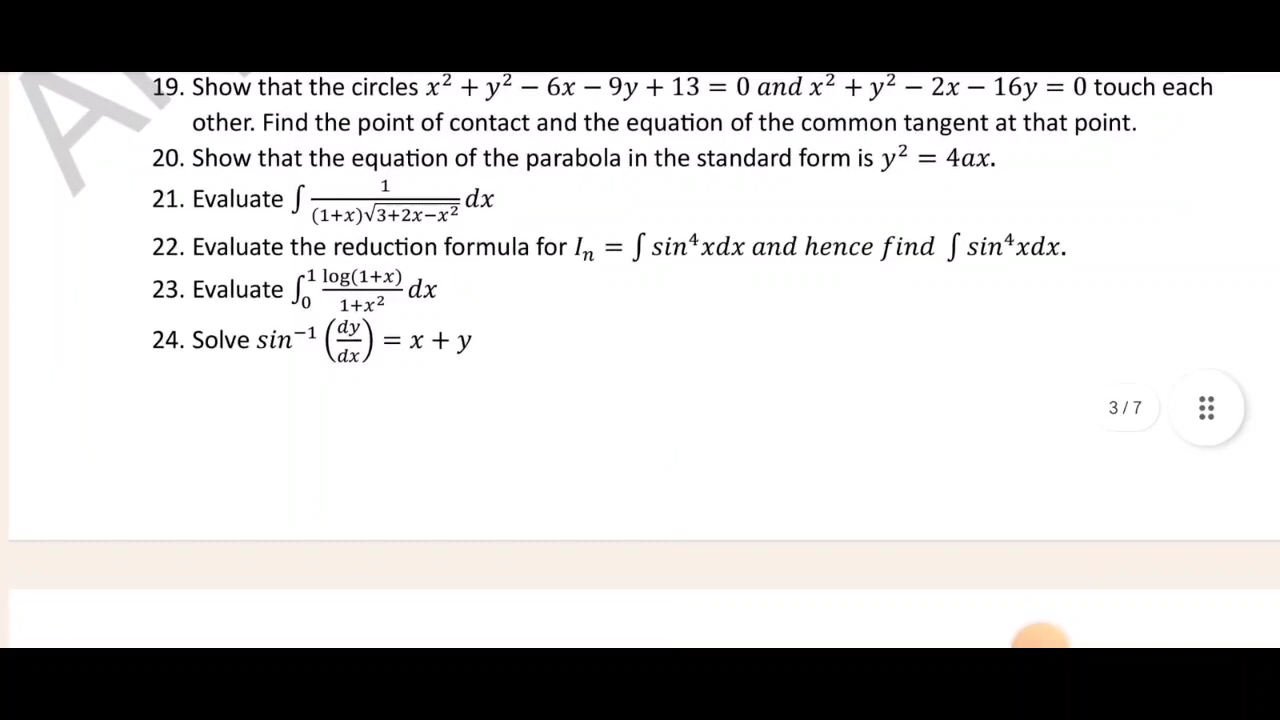 19. Show that the circles x² + y² − 6x − 9y + 13 = 0 and x² + y² − 2x − 16y = 0 touch each
other. Find the point of contact and the equation of the common tangent at that point.
20. Show that the equation of the parabola in the standard form is y² = 4ax.
21. Evaluate ∫ 1/((1+x)√(3+2x−x²)) dx
22. Evaluate the reduction formula for Iₙ = ∫ sin⁴xdx and hence find ∫ sin⁴xdx.
23. Evaluate ∫₀¹ log(1+x)/(1+x²) dx
24. Solve sin⁻¹ (dy/dx) = x + y
3 / 7